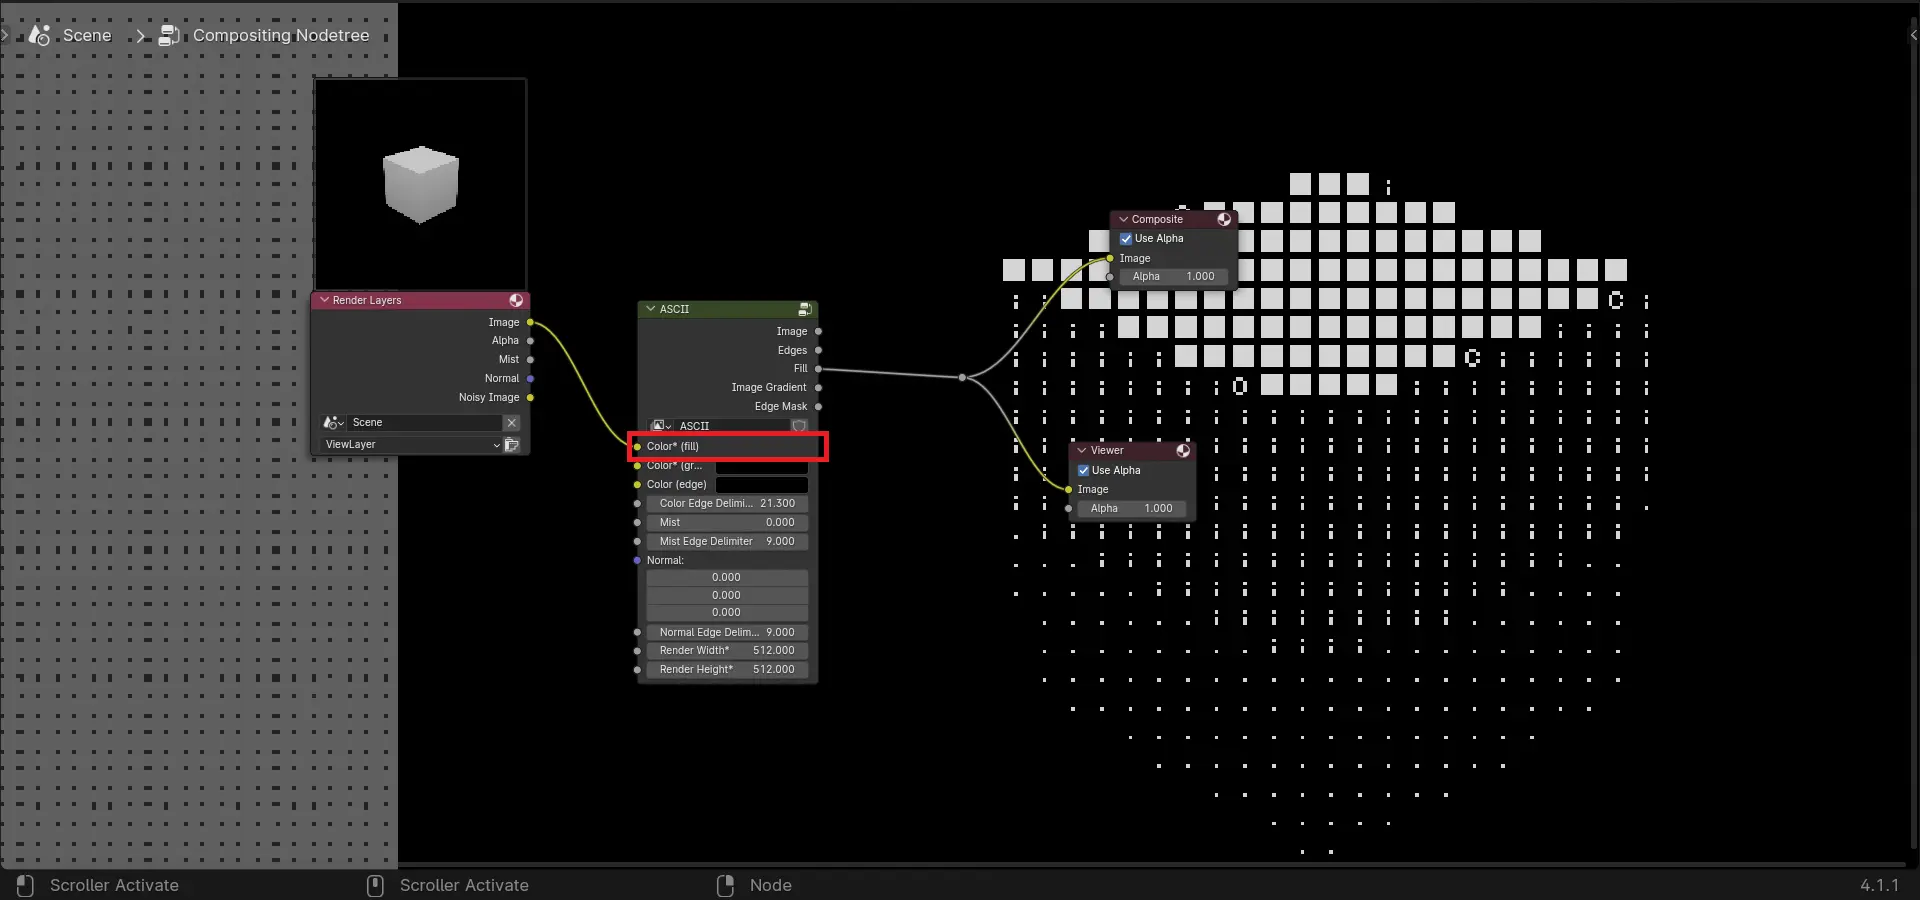 Scene
Compositing Nodetree
Render Layers
Image
Alpha
Mist
Normal
Noisy Image
Scene
ViewLayer
ASCII
Image
Edges
Fill
Image Gradient
Edge Mask
ASCII
Color* (fill)
Color* (gr...
Color (edge)
Color Edge Delimi... 21.300
Mist 0.000
Mist Edge Delimiter 9.000
Normal:
0.000
0.000
0.000
Normal Edge Delim... 9.000
Render Width* 512.000
Render Height* 512.000
Composite
Use Alpha
Image
Alpha 1.000
Viewer
Use Alpha
Image
Alpha 1.000
Scroller Activate
Scroller Activate
Node
4.1.1